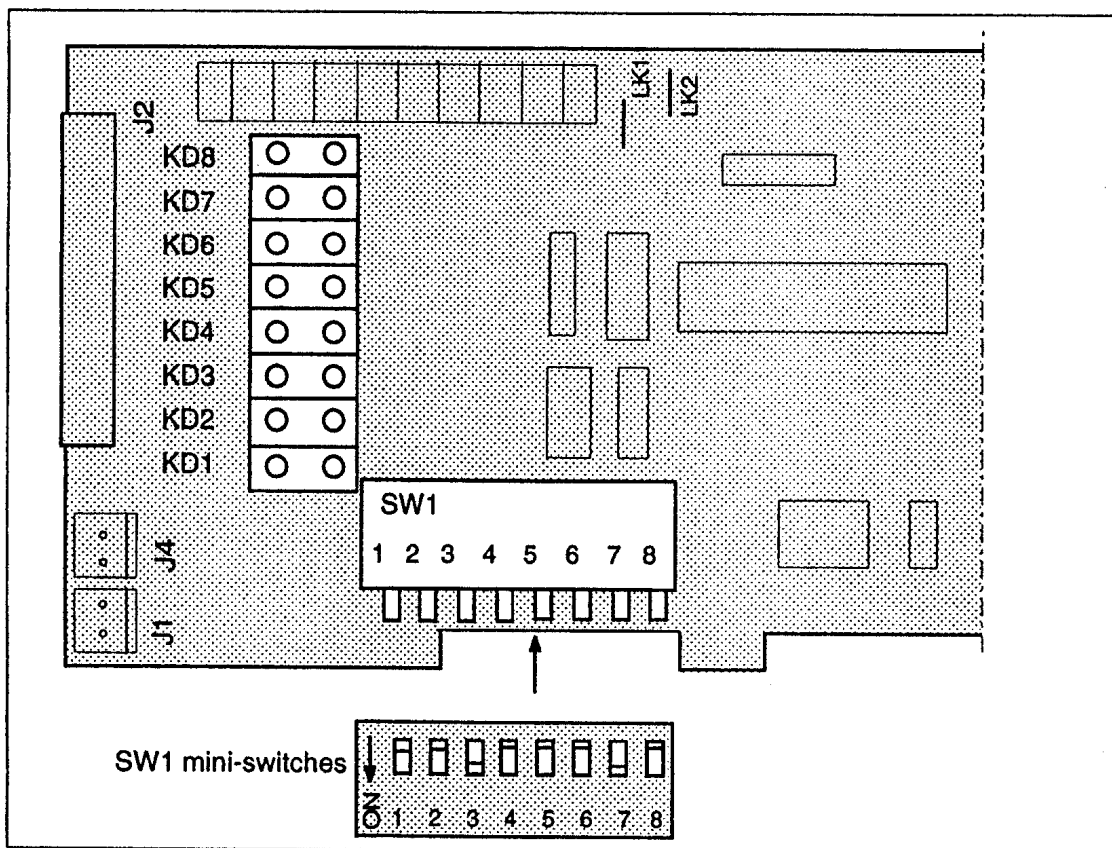 LK1
LK2
J2
KD8
KD7
KD6
KD5
KD4
KD3
KD2
KD1
SW1
1 2 3 4 5 6 7 8
J4
J1
SW1 mini-switches
ON 1 2 3 4 5 6 7 8